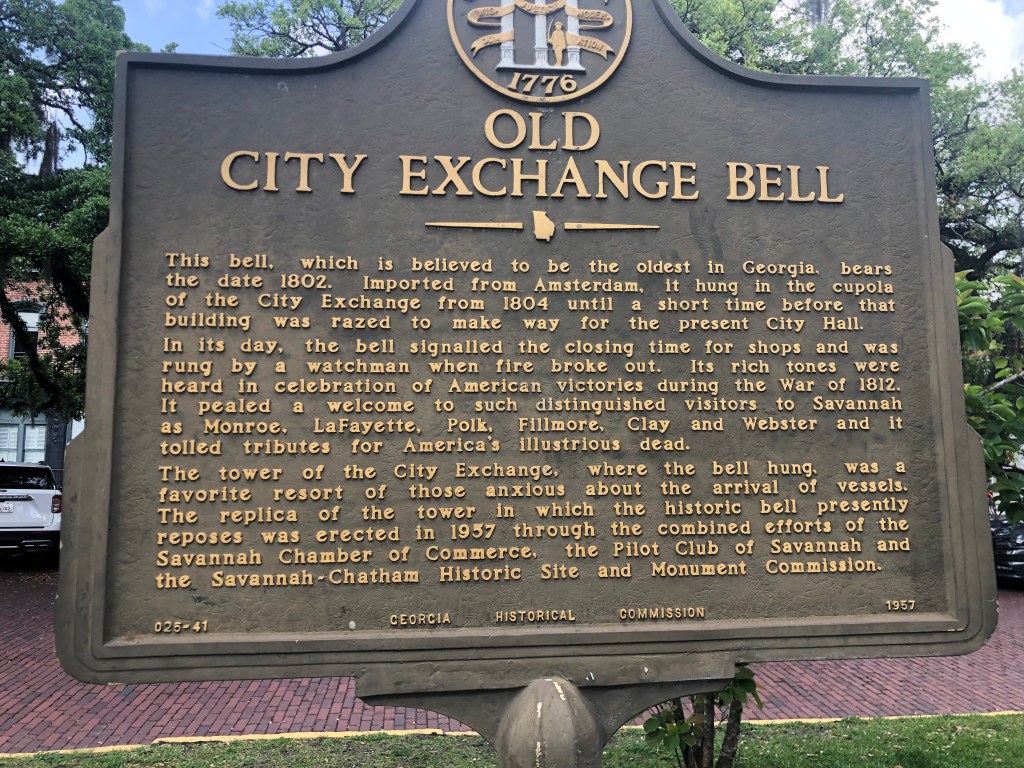 WISDOM JUSTICE MODERATION
1776
OLD
CITY EXCHANGE BELL
This bell, which is believed to be the oldest in Georgia, bears
the date 1802. Imported from Amsterdam, it hung in the cupola
of the City Exchange from 1804 until a short time before that
building was razed to make way for the present City Hall.
In its day, the bell signalled the closing time for shops and was
rung by a watchman when fire broke out. Its rich tones were
heard in celebration of American victories during the War of 1812.
It pealed a welcome to such distinguished visitors to Savannah
as Monroe, LaFayette, Polk, Fillmore, Clay and Webster and it
tolled tributes for America's illustrious dead.
The tower of the City Exchange, where the bell hung, was a
favorite resort of those anxious about the arrival of vessels.
The replica of the tower in which the historic bell presently
reposes was erected in 1957 through the combined efforts of the
Savannah Chamber of Commerce, the Pilot Club of Savannah and
the Savannah-Chatham Historic Site and Monument Commission.
025-41 GEORGIA HISTORICAL COMMISSION 1957